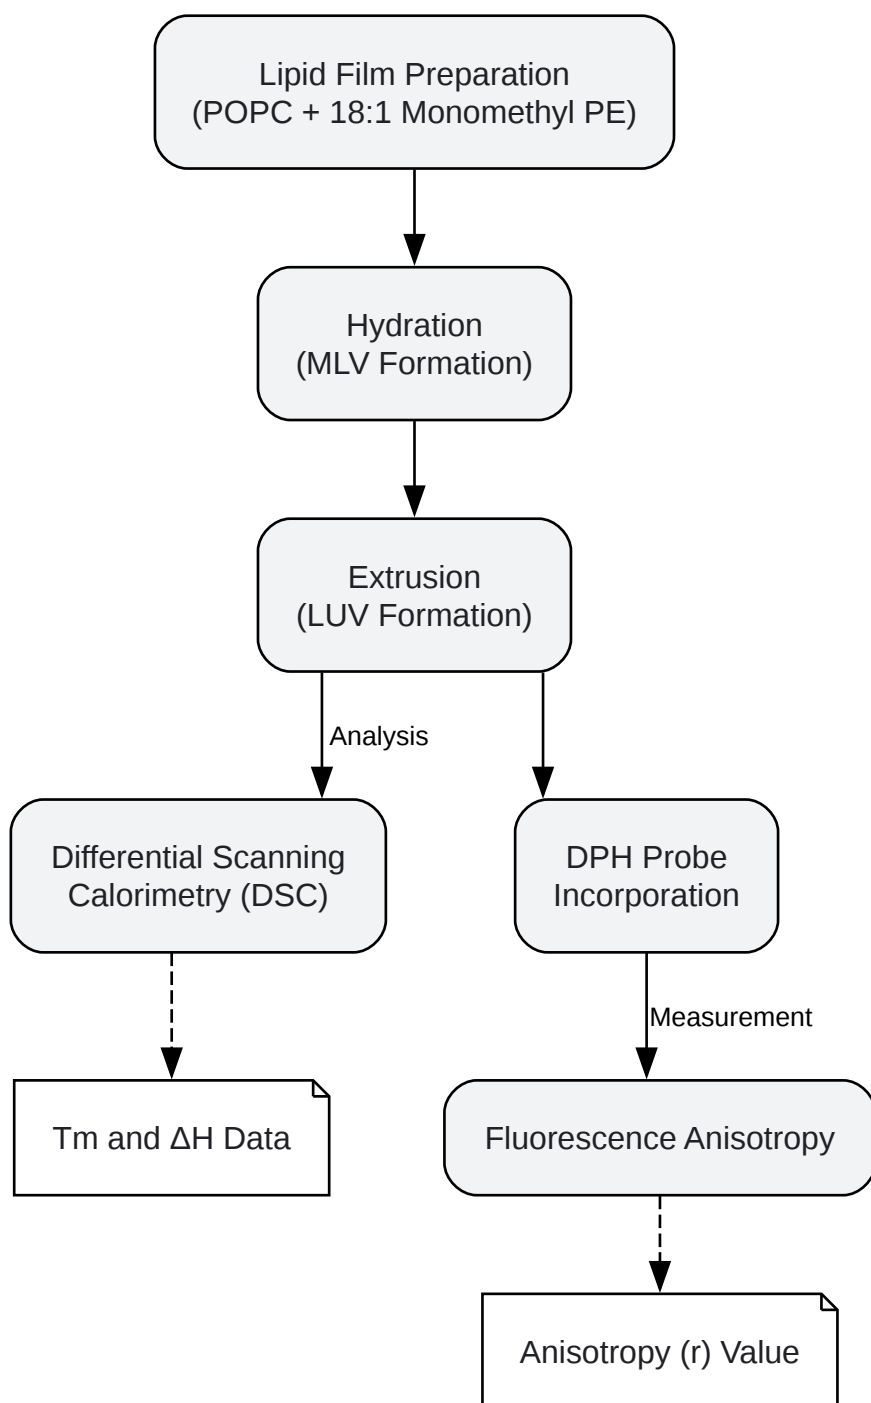 Lipid Film Preparation
(POPC + 18:1 Monomethyl PE)
Hydration
(MLV Formation)
Extrusion
(LUV Formation)
Analysis
Differential Scanning
Calorimetry (DSC)
DPH Probe
Incorporation
Measurement
Tm and ΔH Data
Fluorescence Anisotropy
Anisotropy (r) Value